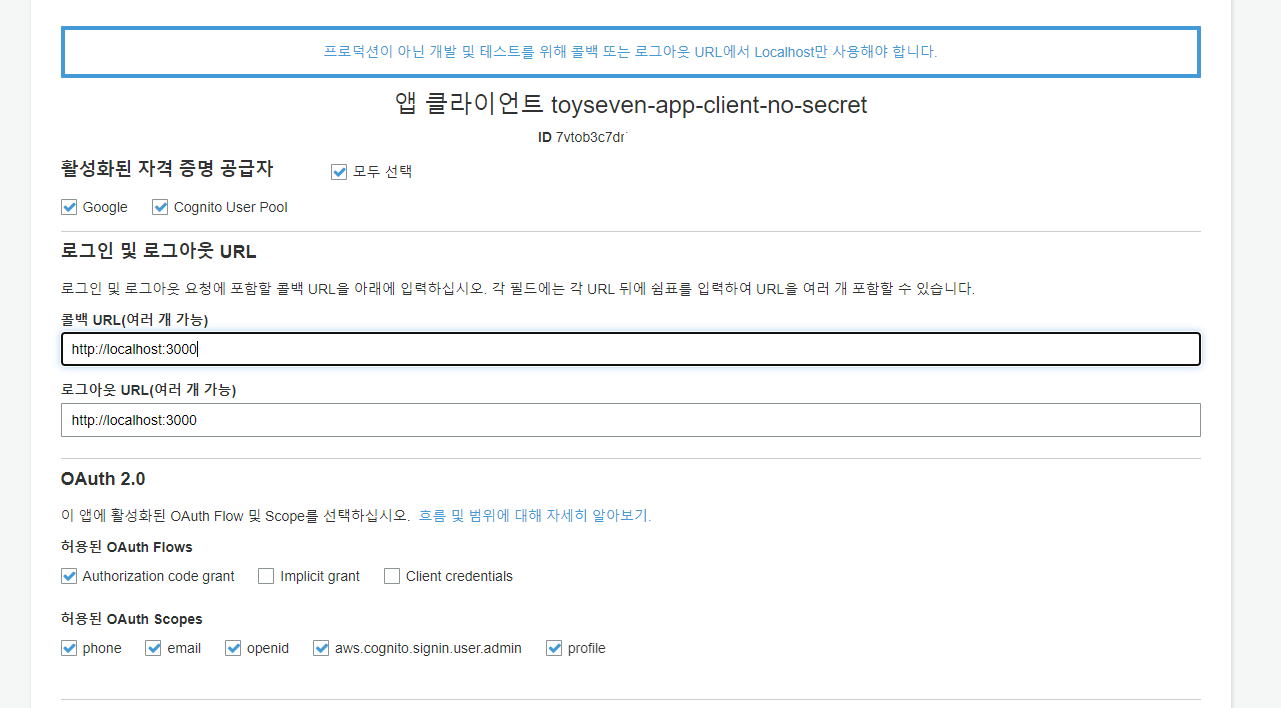 프로덕션이 아닌 개발 및 테스트를 위해 콜백 또는 로그아웃 URL에서 Localhost만 사용해야 합니다.
앱 클라이언트 toyseven-app-client-no-secret
ID 7vtob3c7dr
활성화된 자격 증명 공급자 모두 선택
Google Cognito User Pool
로그인 및 로그아웃 URL
로그인 및 로그아웃 요청에 포함할 콜백 URL을 아래에 입력하십시오. 각 필드에는 각 URL 뒤에 쉼표를 입력하여 URL을 여러 개 포함할 수 있습니다.
콜백 URL(여러 개 가능)
http://localhost:3000
로그아웃 URL(여러 개 가능)
http://localhost:3000
OAuth 2.0
이 앱에 활성화된 OAuth Flow 및 Scope를 선택하십시오. 흐름 및 범위에 대해 자세히 알아보기.
허용된 OAuth Flows
Authorization code grant Implicit grant Client credentials
허용된 OAuth Scopes
phone email openid aws.cognito.signin.user.admin profile